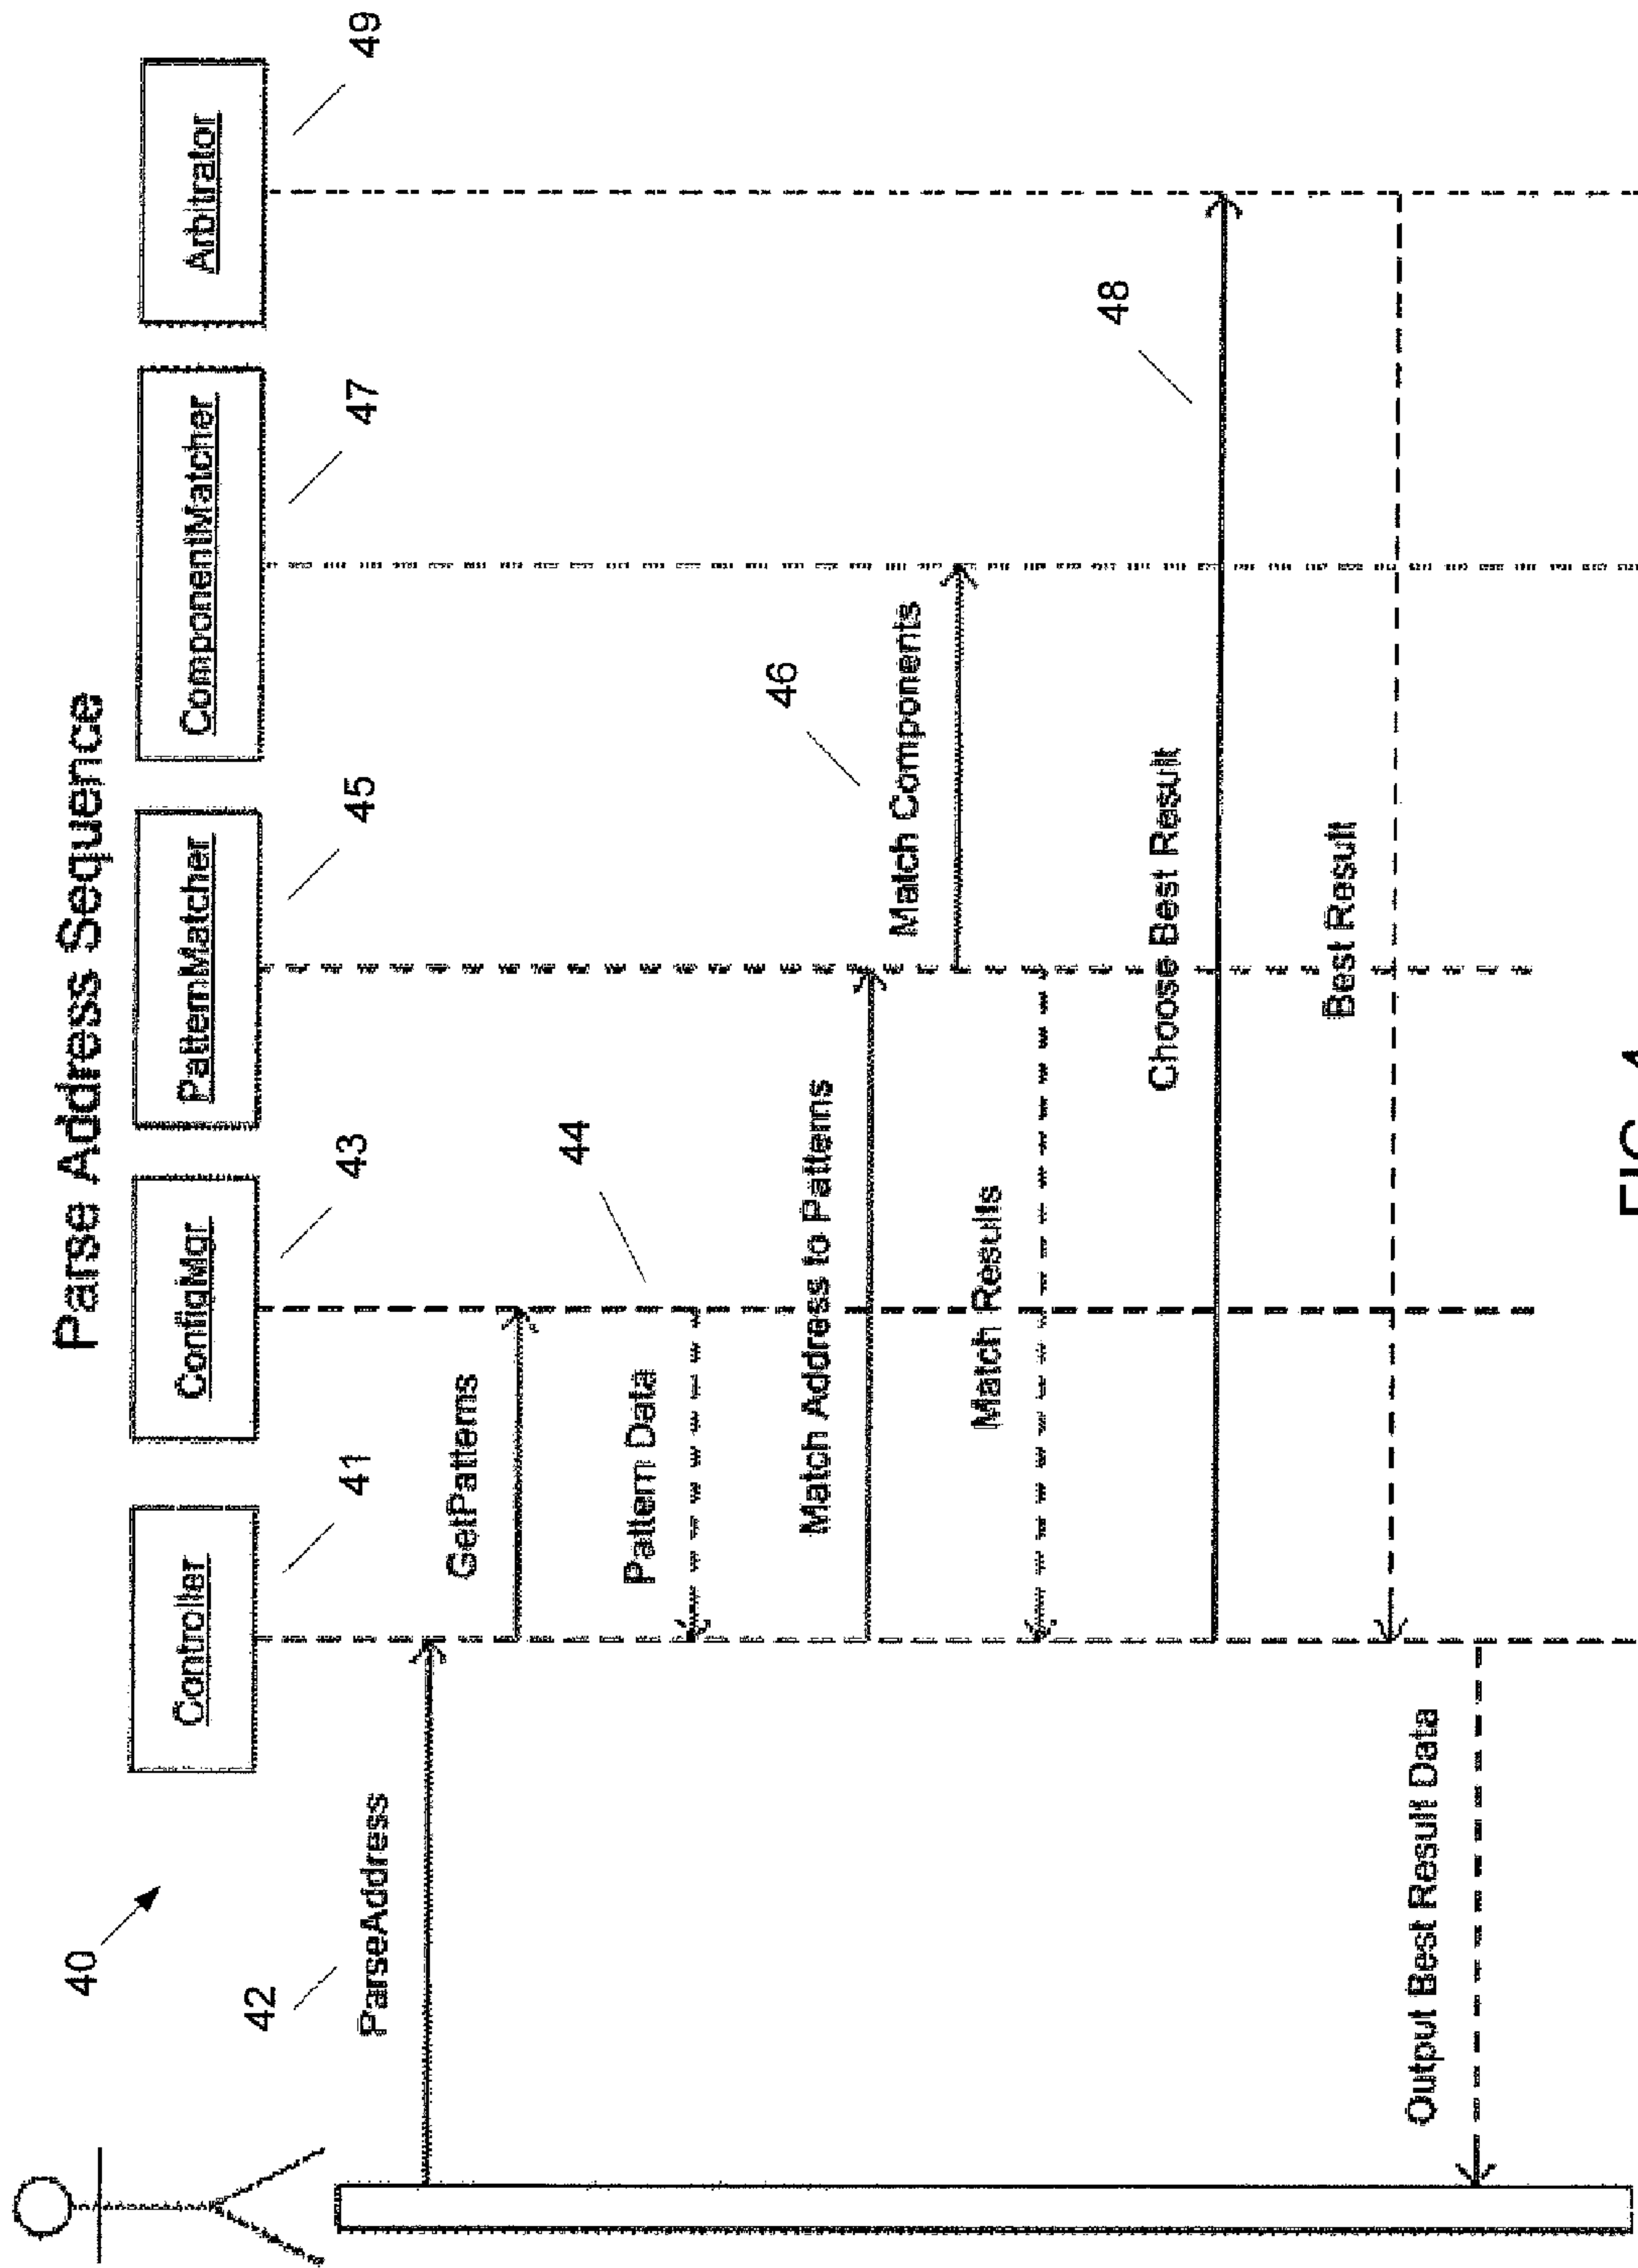 Parse Address Sequence
40
Controller
ConfigMgr
PatternMatcher
ComponentMatcher
Arbitrator
41
43
45
47
49
42
ParseAddress
GetPatterns
44
Pattern Data
Match Address to Patterns
46
Match Components
Match Results
48
Choose Best Result
Best Result
Output Best Result Data